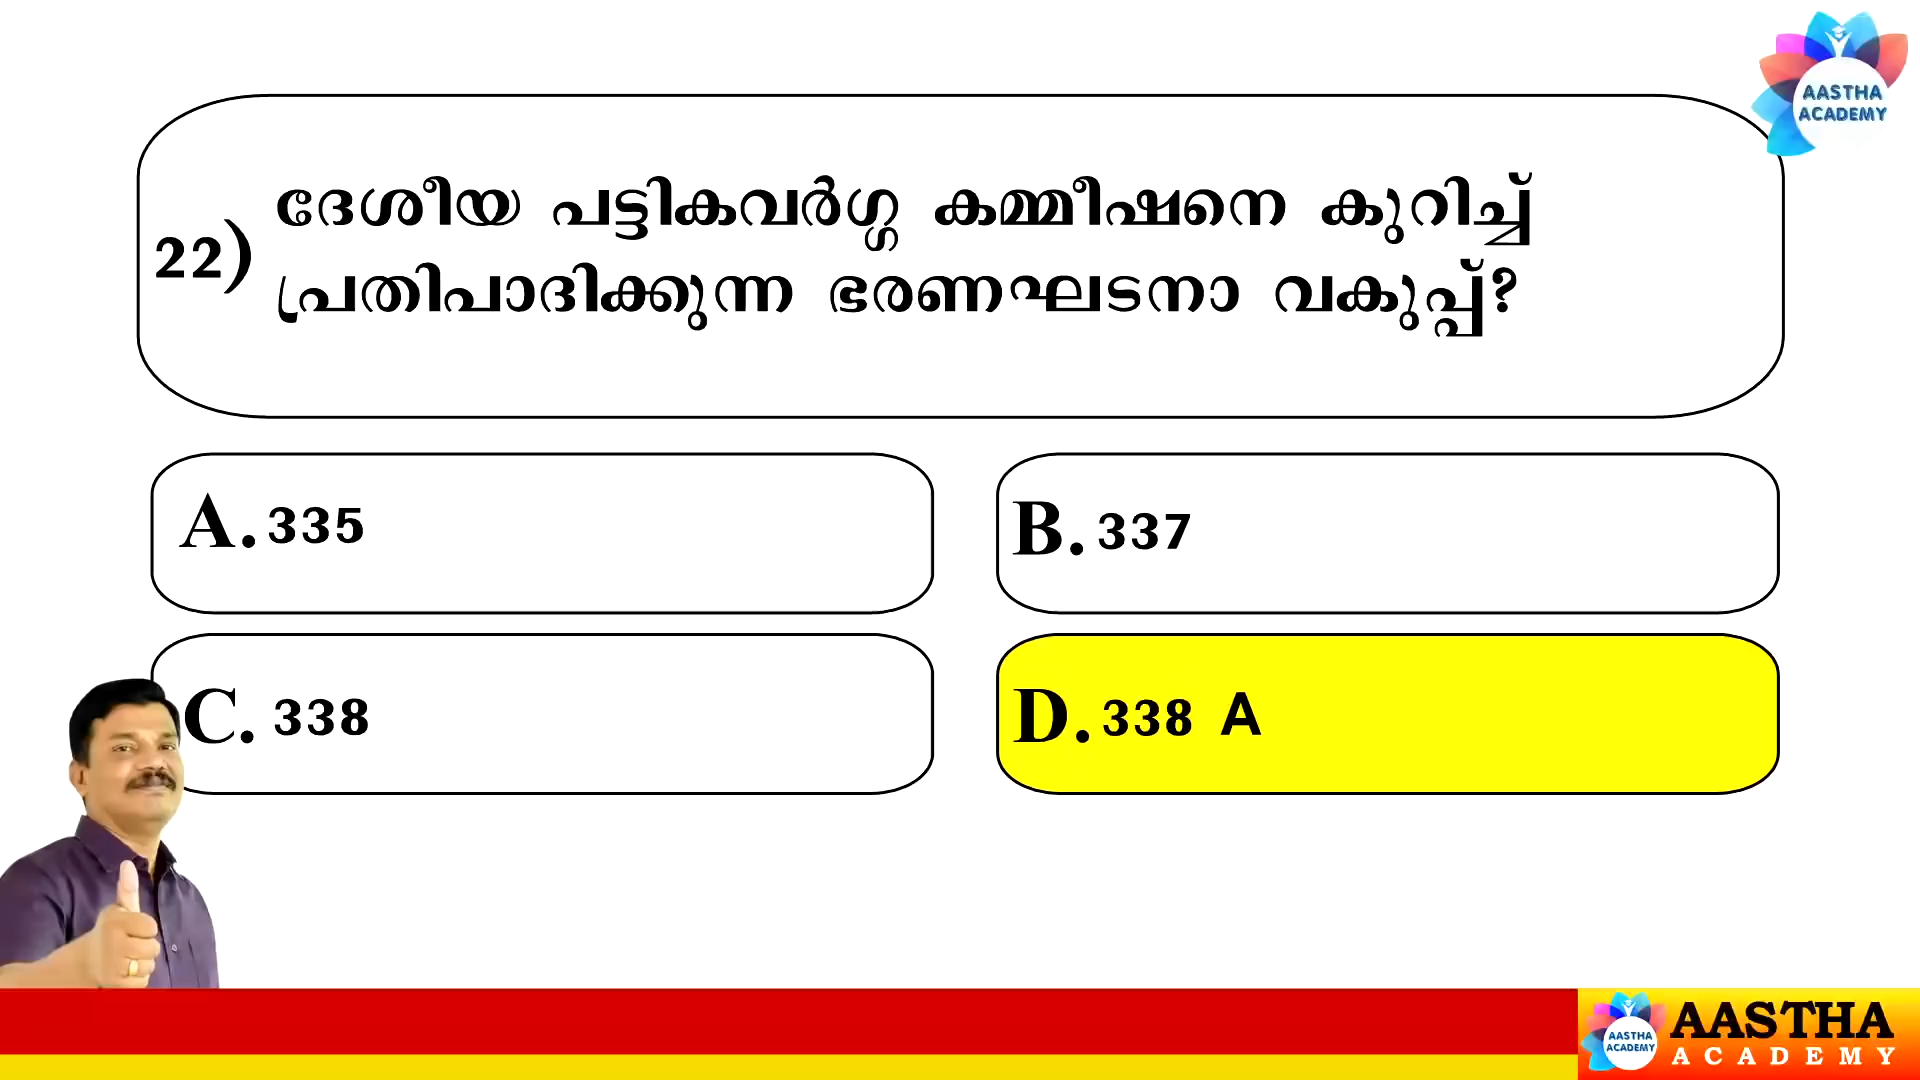 AASTHA
ACADEMY
22) ദേശീയ പട്ടികവർഗ്ഗ കമ്മീഷനെ കുറിച്ച്
പ്രതിപാദിക്കുന്ന ഭരണഘടനാ വകുപ്പ്?
A. 335
B. 337
C. 338
D. 338 A
AASTHA
ACADEMY
AASTHA
ACADEMY